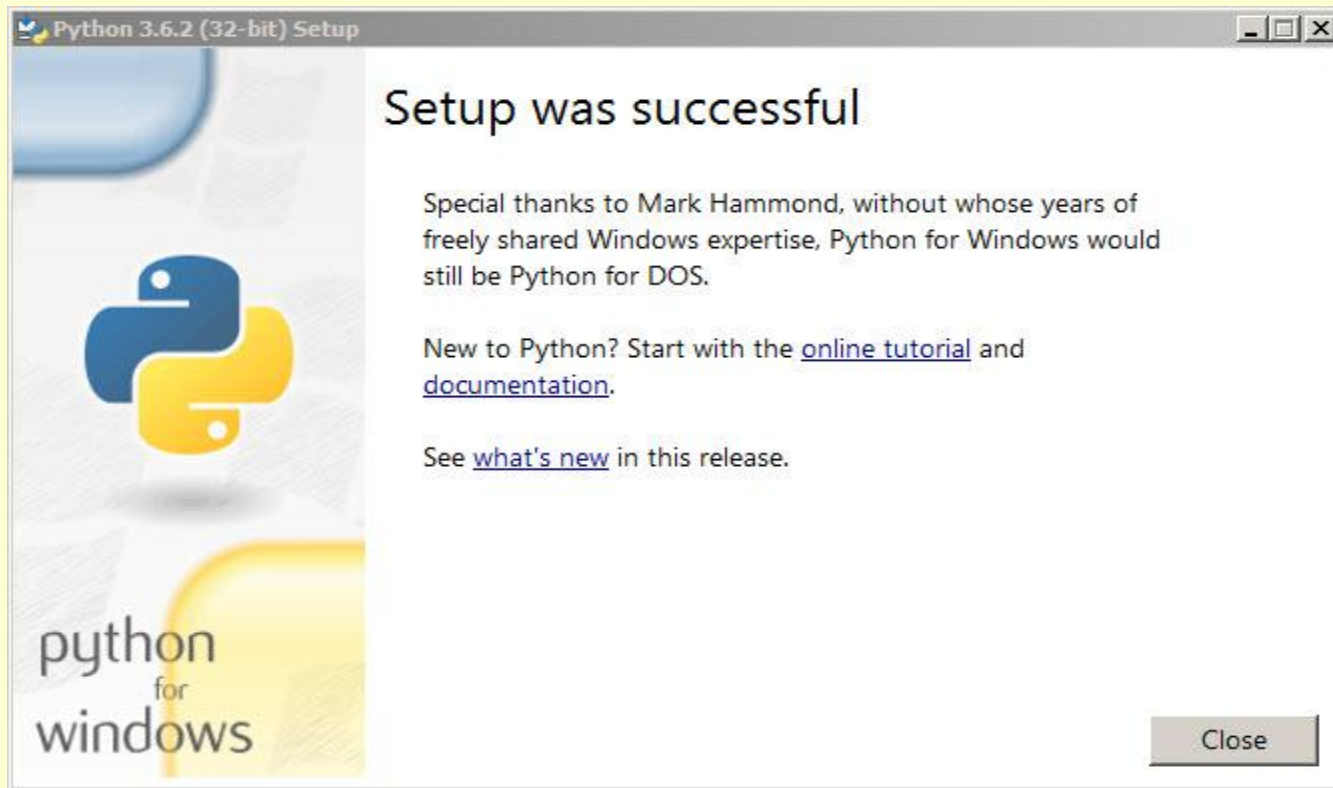 Python 3.6.2 (32-bit) Setup
Setup was successful
Special thanks to Mark Hammond, without whose years of
freely shared Windows expertise, Python for Windows would
still be Python for DOS.
New to Python? Start with the online tutorial and
documentation.
See what's new in this release.
python
for
windows
Close